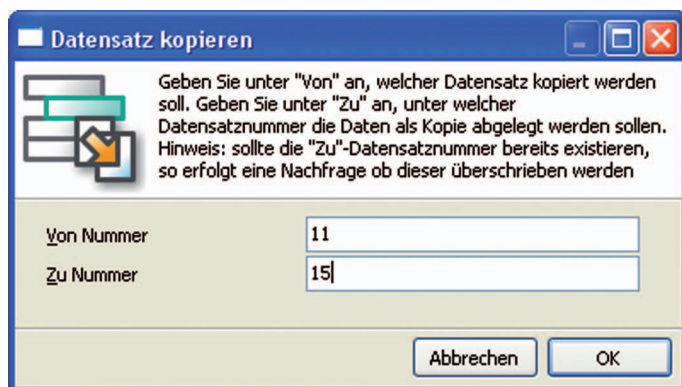 Datensatz kopieren
Geben Sie unter "Von" an, welcher Datensatz kopiert werden
soll. Geben Sie unter "Zu" an, unter welcher
Datensatznummer die Daten als Kopie abgelegt werden sollen.
Hinweis: sollte die "Zu"-Datensatznummer bereits existieren,
so erfolgt eine Nachfrage ob dieser überschrieben werden
Von Nummer 11
Zu Nummer 15
Abbrechen OK